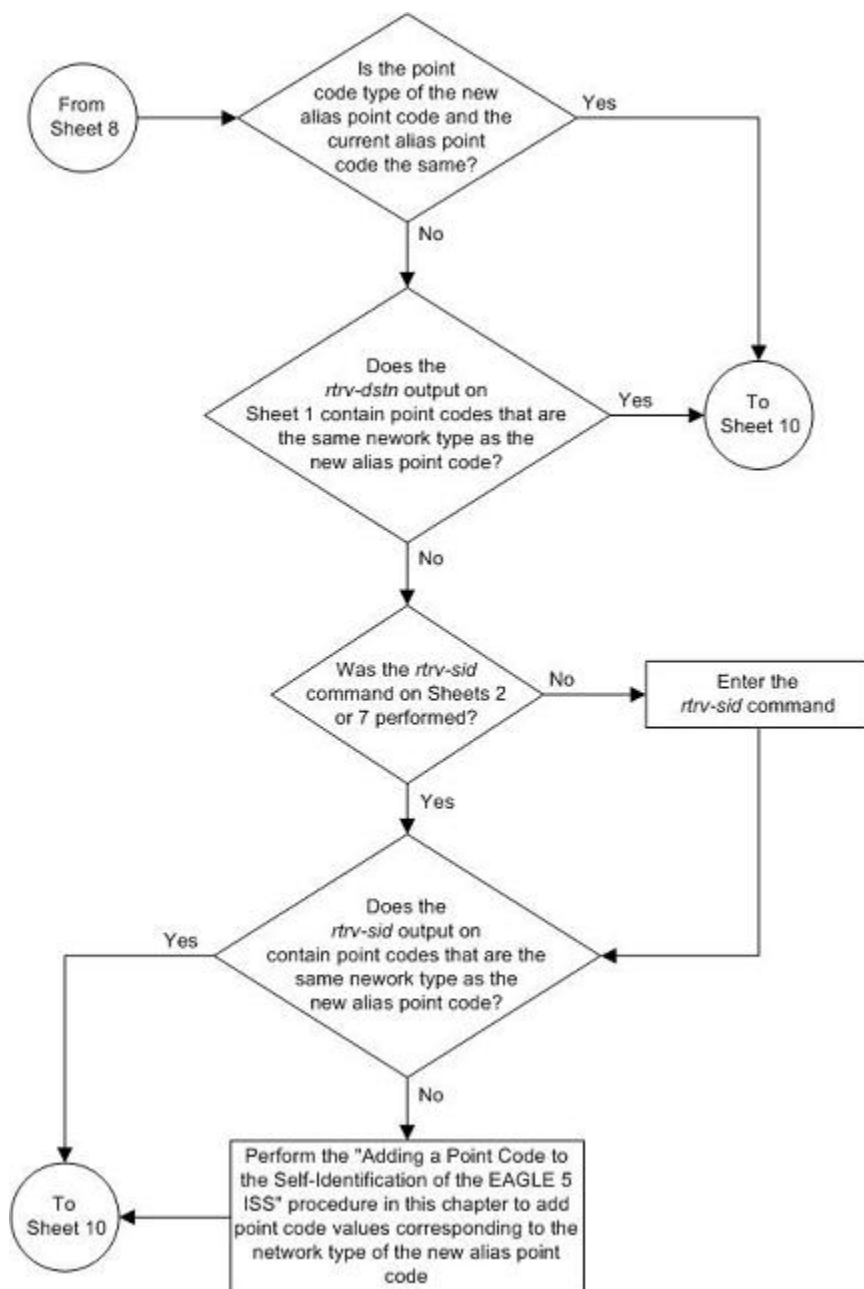 From
Sheet 8
Is the point
code type of the new
alias point code and the
current alias point
code the same?
Yes
No
Does the
rtrv-dstn output on
Sheet 1 contain point codes that are
the same nework type as the
new alias point code?
Yes
To
Sheet 10
No
Was the rtrv-sid
command on Sheets 2
or 7 performed?
No
Enter the
rtrv-sid command
Yes
Does the
rtrv-sid output on
contain point codes that are the
same nework type as the
new alias point code?
Yes
No
To
Sheet 10
Perform the "Adding a Point Code to
the Self-Identification of the EAGLE 5
ISS" procedure in this chapter to add
point code values corresponding to the
network type of the new alias point
code